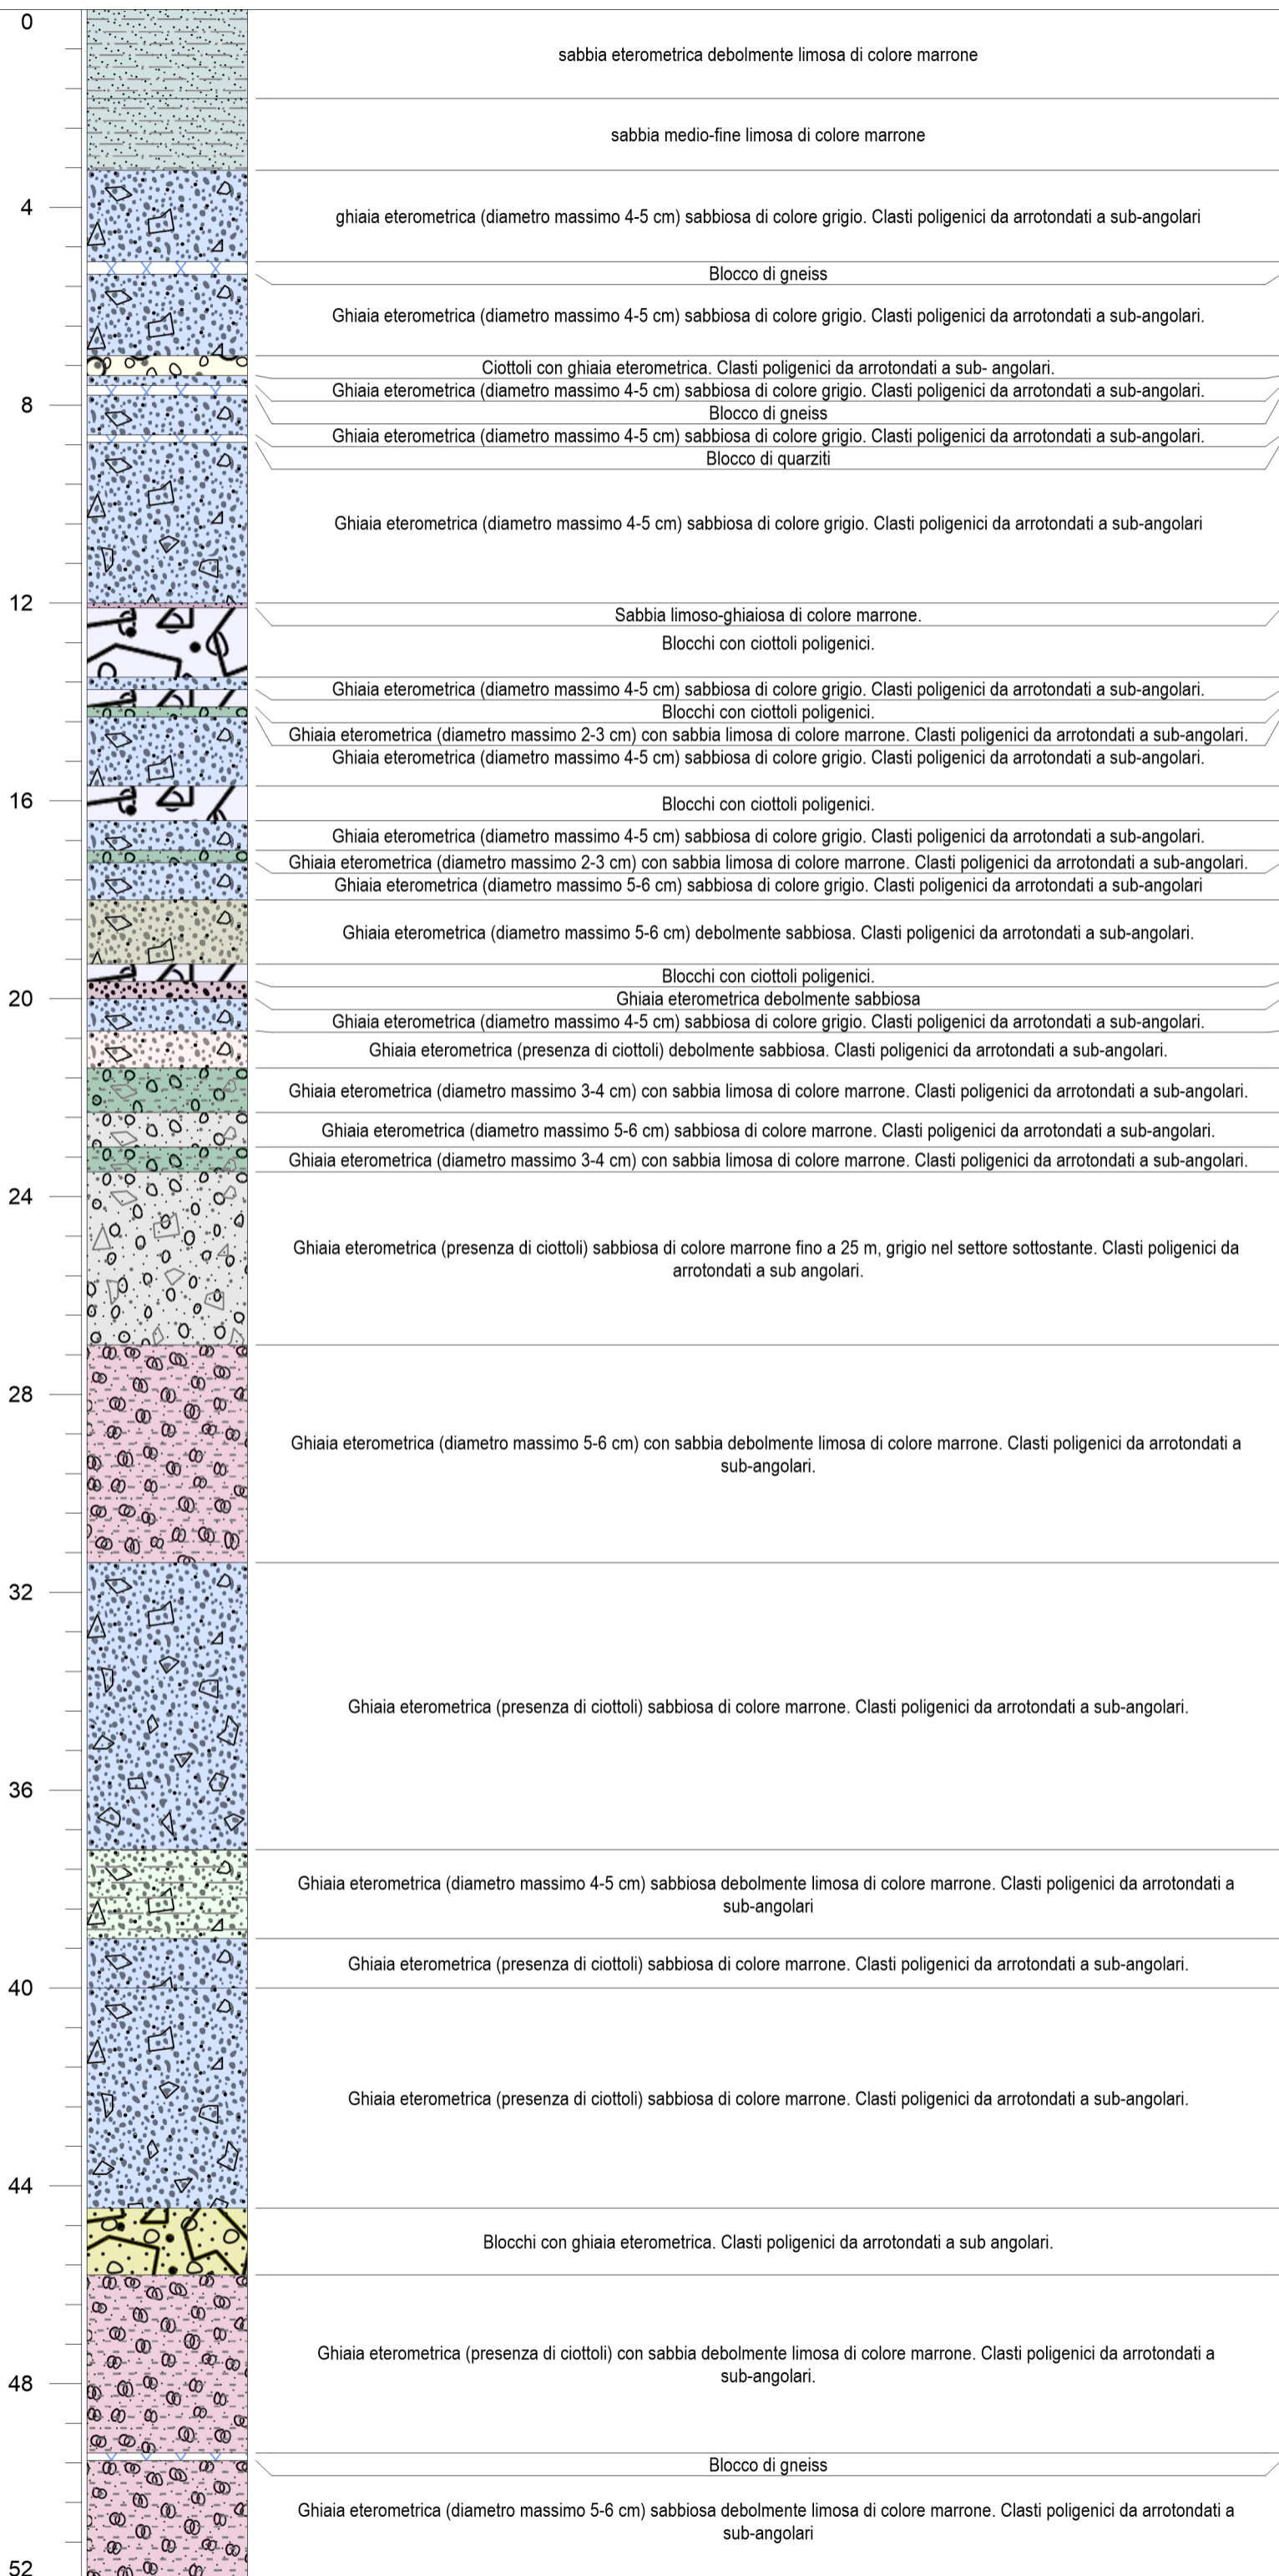 0
sabbia eterometrica debolmente limosa di colore marrone
sabbia medio-fine limosa di colore marrone
4
ghiaia eterometrica (diametro massimo 4-5 cm) sabbiosa di colore grigio. Clasti poligenici da arrotondati a sub-angolari
Blocco di gneiss
Ghiaia eterometrica (diametro massimo 4-5 cm) sabbiosa di colore grigio. Clasti poligenici da arrotondati a sub-angolari.
Ciottoli con ghiaia eterometrica. Clasti poligenici da arrotondati a sub- angolari.
Ghiaia eterometrica (diametro massimo 4-5 cm) sabbiosa di colore grigio. Clasti poligenici da arrotondati a sub-angolari.
8
Blocco di gneiss
Ghiaia eterometrica (diametro massimo 4-5 cm) sabbiosa di colore grigio. Clasti poligenici da arrotondati a sub-angolari.
Blocco di quarziti
Ghiaia eterometrica (diametro massimo 4-5 cm) sabbiosa di colore grigio. Clasti poligenici da arrotondati a sub-angolari
12
Sabbia limoso-ghiaiosa di colore marrone.
Blocchi con ciottoli poligenici.
Ghiaia eterometrica (diametro massimo 4-5 cm) sabbiosa di colore grigio. Clasti poligenici da arrotondati a sub-angolari.
Blocchi con ciottoli poligenici.
Ghiaia eterometrica (diametro massimo 2-3 cm) con sabbia limosa di colore marrone. Clasti poligenici da arrotondati a sub-angolari.
Ghiaia eterometrica (diametro massimo 4-5 cm) sabbiosa di colore grigio. Clasti poligenici da arrotondati a sub-angolari.
16
Blocchi con ciottoli poligenici.
Ghiaia eterometrica (diametro massimo 4-5 cm) sabbiosa di colore grigio. Clasti poligenici da arrotondati a sub-angolari.
Ghiaia eterometrica (diametro massimo 2-3 cm) con sabbia limosa di colore marrone. Clasti poligenici da arrotondati a sub-angolari.
Ghiaia eterometrica (diametro massimo 5-6 cm) sabbiosa di colore grigio. Clasti poligenici da arrotondati a sub-angolari
Ghiaia eterometrica (diametro massimo 5-6 cm) debolmente sabbiosa. Clasti poligenici da arrotondati a sub-angolari.
Blocchi con ciottoli poligenici.
20
Ghiaia eterometrica debolmente sabbiosa
Ghiaia eterometrica (diametro massimo 4-5 cm) sabbiosa di colore grigio. Clasti poligenici da arrotondati a sub-angolari.
Ghiaia eterometrica (presenza di ciottoli) debolmente sabbiosa. Clasti poligenici da arrotondati a sub-angolari.
Ghiaia eterometrica (diametro massimo 3-4 cm) con sabbia limosa di colore marrone. Clasti poligenici da arrotondati a sub-angolari.
Ghiaia eterometrica (diametro massimo 5-6 cm) sabbiosa di colore marrone. Clasti poligenici da arrotondati a sub-angolari.
Ghiaia eterometrica (diametro massimo 3-4 cm) con sabbia limosa di colore marrone. Clasti poligenici da arrotondati a sub-angolari.
24
Ghiaia eterometrica (presenza di ciottoli) sabbiosa di colore marrone fino a 25 m, grigio nel settore sottostante. Clasti poligenici da
arrotondati a sub angolari.
28
Ghiaia eterometrica (diametro massimo 5-6 cm) con sabbia debolmente limosa di colore marrone. Clasti poligenici da arrotondati a
sub-angolari.
32
Ghiaia eterometrica (presenza di ciottoli) sabbiosa di colore marrone. Clasti poligenici da arrotondati a sub-angolari.
36
Ghiaia eterometrica (diametro massimo 4-5 cm) sabbiosa debolmente limosa di colore marrone. Clasti poligenici da arrotondati a
sub-angolari
Ghiaia eterometrica (presenza di ciottoli) sabbiosa di colore marrone. Clasti poligenici da arrotondati a sub-angolari.
40
Ghiaia eterometrica (presenza di ciottoli) sabbiosa di colore marrone. Clasti poligenici da arrotondati a sub-angolari.
44
Blocchi con ghiaia eterometrica. Clasti poligenici da arrotondati a sub angolari.
Ghiaia eterometrica (presenza di ciottoli) con sabbia debolmente limosa di colore marrone. Clasti poligenici da arrotondati a
sub-angolari.
48
Blocco di gneiss
Ghiaia eterometrica (diametro massimo 5-6 cm) sabbiosa debolmente limosa di colore marrone. Clasti poligenici da arrotondati a
sub-angolari
52